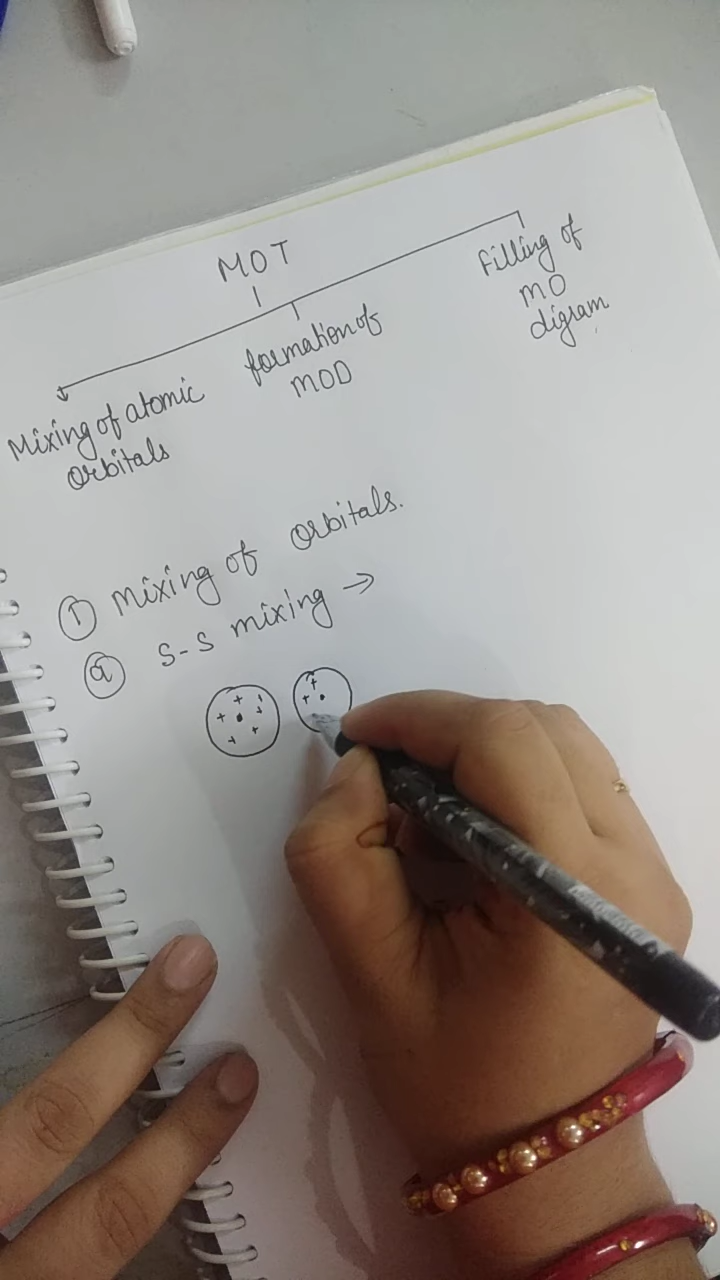 MOT
Mixing of atomic
orbitals
formation of
MOD
Filling of
MO
digram
① Mixing of orbitals.
ⓐ S-S mixing →
+ + + +
+ +